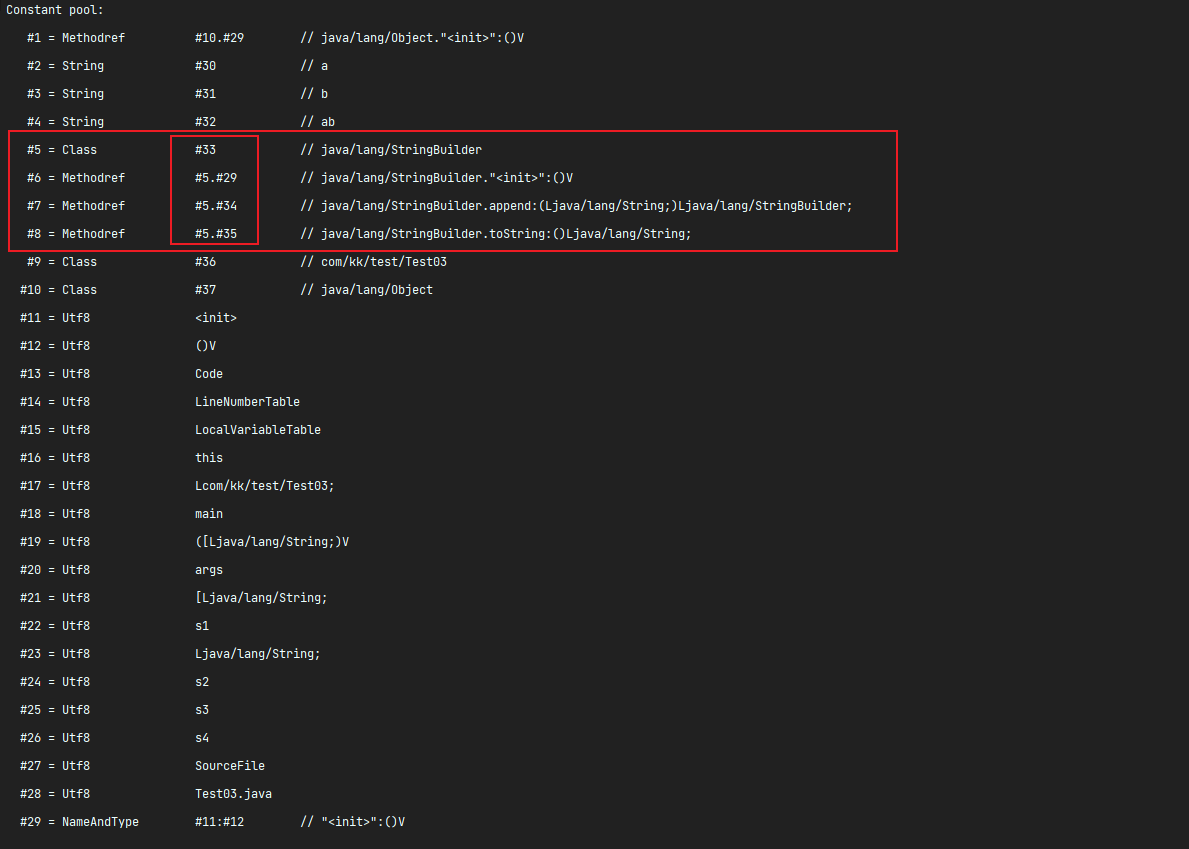 Constant pool:
#1 = Methodref #10.#29 // java/lang/Object."<init>":()V
#2 = String #30 // a
#3 = String #31 // b
#4 = String #32 // ab
#5 = Class #33 // java/lang/StringBuilder
#6 = Methodref #5.#29 // java/lang/StringBuilder."<init>":()V
#7 = Methodref #5.#34 // java/lang/StringBuilder.append:(Ljava/lang/String;)Ljava/lang/StringBuilder;
#8 = Methodref #5.#35 // java/lang/StringBuilder.toString:()Ljava/lang/String;
#9 = Class #36 // com/kk/test/Test03
#10 = Class #37 // java/lang/Object
#11 = Utf8 <init>
#12 = Utf8 ()V
#13 = Utf8 Code
#14 = Utf8 LineNumberTable
#15 = Utf8 LocalVariableTable
#16 = Utf8 this
#17 = Utf8 Lcom/kk/test/Test03;
#18 = Utf8 main
#19 = Utf8 ([Ljava/lang/String;)V
#20 = Utf8 args
#21 = Utf8 [Ljava/lang/String;
#22 = Utf8 s1
#23 = Utf8 Ljava/lang/String;
#24 = Utf8 s2
#25 = Utf8 s3
#26 = Utf8 s4
#27 = Utf8 SourceFile
#28 = Utf8 Test03.java
#29 = NameAndType #11:#12 // "<init>":()V